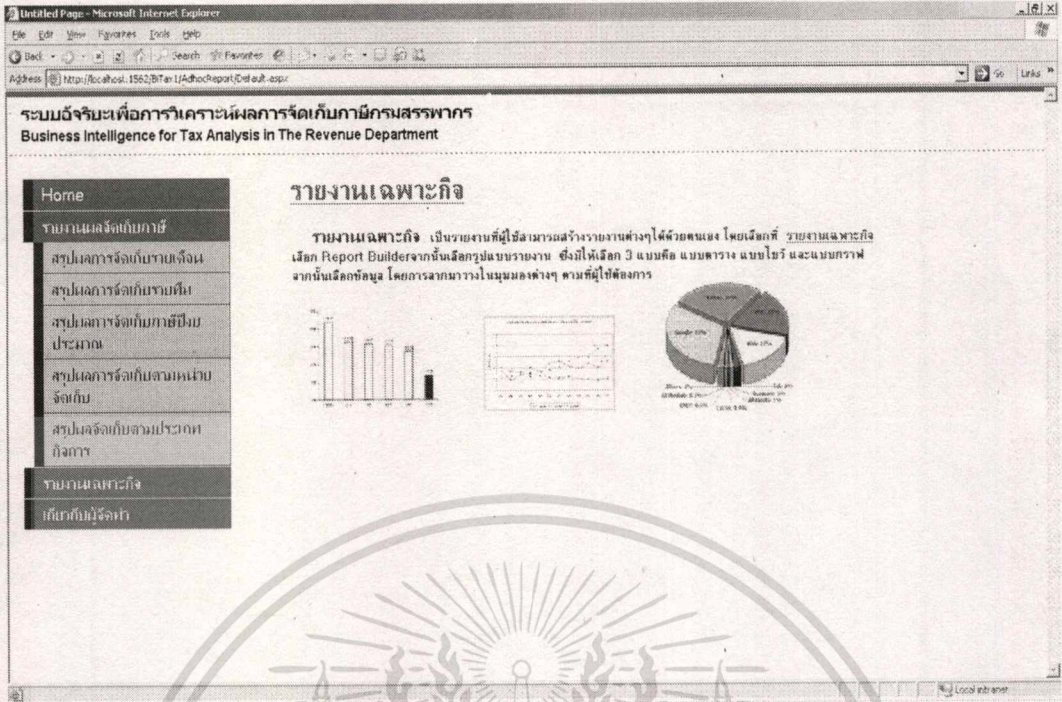 Untitled Page - Microsoft Internet Explorer
File Edit View Favorites Tools Help
Back Search Favorites
Address http://localhost:1562/BITax1/AdhocReport/Default.aspx Go Links
ระบบอัจริยะเพื่อการวิเคราะห์ผลการจัดเก็บภาษีกรมสรรพากร
Business Intelligence for Tax Analysis in The Revenue Department
Home
รายงานผลจัดเก็บภาษี
สรุปผลการจัดเก็บรายเดือน
สรุปผลการจัดเก็บรายทีม
สรุปผลการจัดเก็บภาษีปีงบ
ประมาณ
สรุปผลการจัดเก็บตามหน่วย
จัดเก็บ
สรุปผลจัดเก็บตามประเภท
กิจการ
รายงานเฉพาะกิจ
เกี่ยวกับผู้จัดทำ
รายงานเฉพาะกิจ
รายงานเฉพาะกิจ เป็นรายงานที่ผู้ใช้สามารถสร้างรายงานต่างๆได้ด้วยตนเอง โดยเลือกที่ รายงานเฉพาะกิจ
เลือก Report Builderจากนั้นเลือกรูปแบบรายงาน ซึ่งมีให้เลือก 3 แบบคือ แบบตาราง แบบไขว้ และแบบกราฟ
จากนั้นเลือกข้อมูล โดยการลากมาวางในมุมมองต่างๆ ตามที่ผู้ใช้ต้องการ
Local intranet